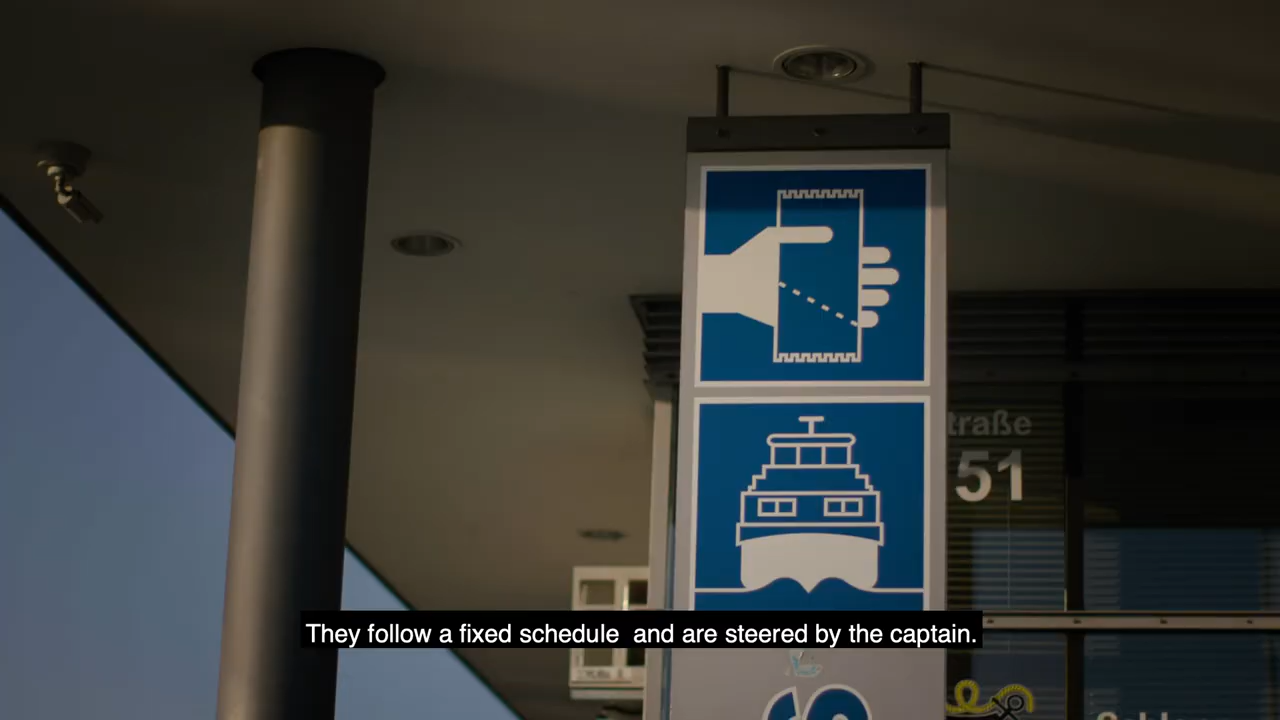 traße
51
They follow a fixed schedule  and are steered by the captain.